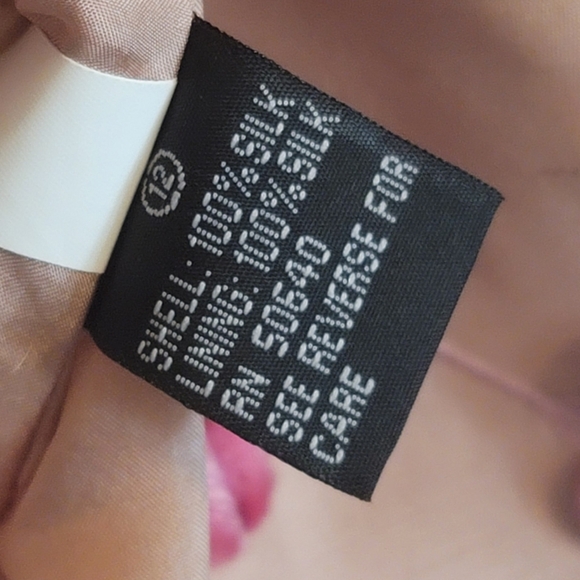 12
SHELL: 100% SILK
LINING: 100% SILK
RN 50640
SEE REVERSE FOR
CARE